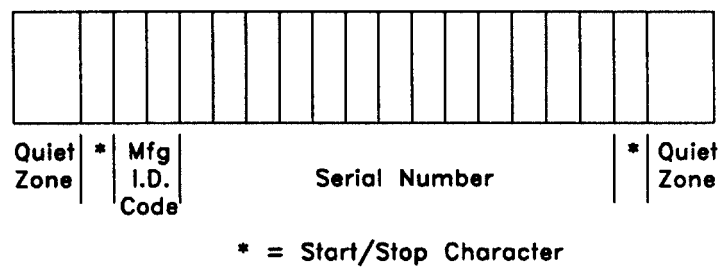 Quiet Zone
*
Mfg I.D. Code
Serial Number
*
Quiet Zone
* = Start/Stop Character